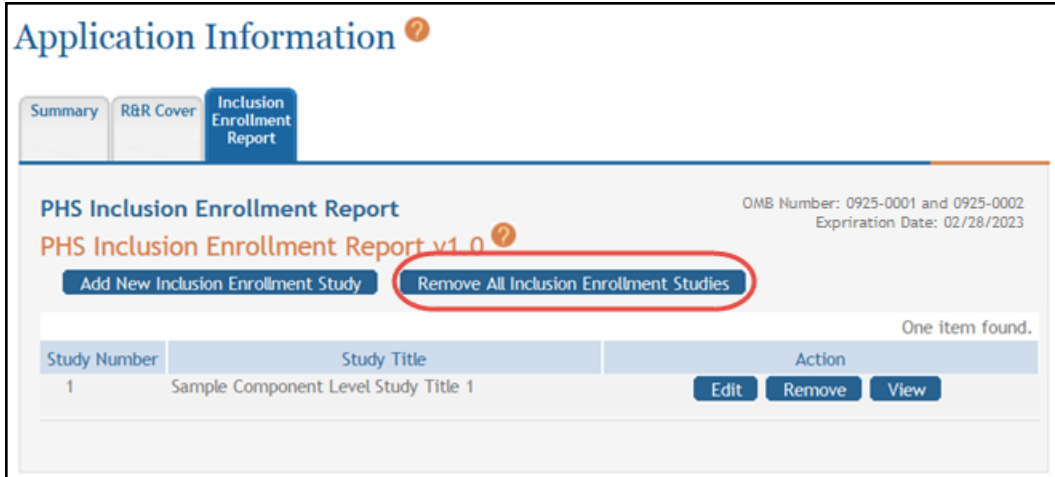 Application Information ?
Summary
R&R Cover
Inclusion
Enrollment
Report
PHS Inclusion Enrollment Report
OMB Number: 0925-0001 and 0925-0002
Expriration Date: 02/28/2023
PHS Inclusion Enrollment Report v1.0 ?
Add New Inclusion Enrollment Study
Remove All Inclusion Enrollment Studies
One item found.
Study Number Study Title Action
1 Sample Component Level Study Title 1 Edit Remove View